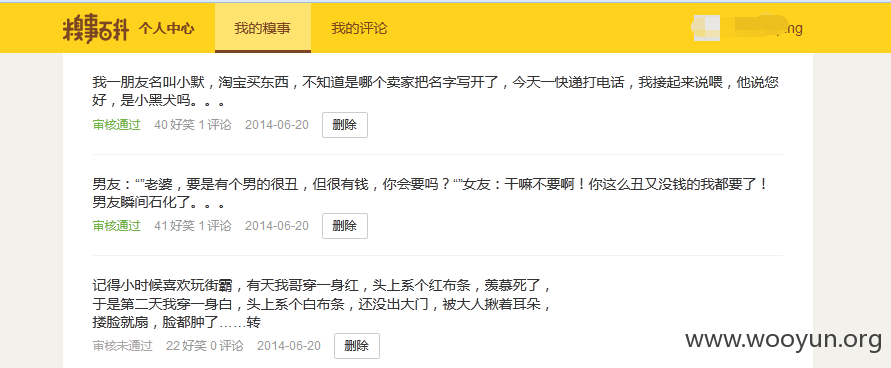 糗事百科 个人中心 我的糗事 我的评论
我一朋友名叫小默，淘宝买东西，不知道是哪个卖家把名字写开了，今天一快递打电话，我接起来说喂，他说您
好，是小黑犬吗。。。
审核通过 40 好笑 1 评论 2014-06-20 删除
男友：“”老婆，要是有个男的很丑，但很有钱，你会要吗？“”女友：干嘛不要啊！你这么丑又没钱的我都要了！
男友瞬间石化了。。。
审核通过 41 好笑 1 评论 2014-06-20 删除
记得小时候喜欢玩街霸，有天我哥穿一身红，头上系个红布条，羡慕死了，
于是第二天我穿一身白，头上系个白布条，还没出大门，被大人揪着耳朵，
搂脸就扇，脸都肿了……转
审核未通过 22 好笑 0 评论 2014-06-20 删除
www.wooyun.org